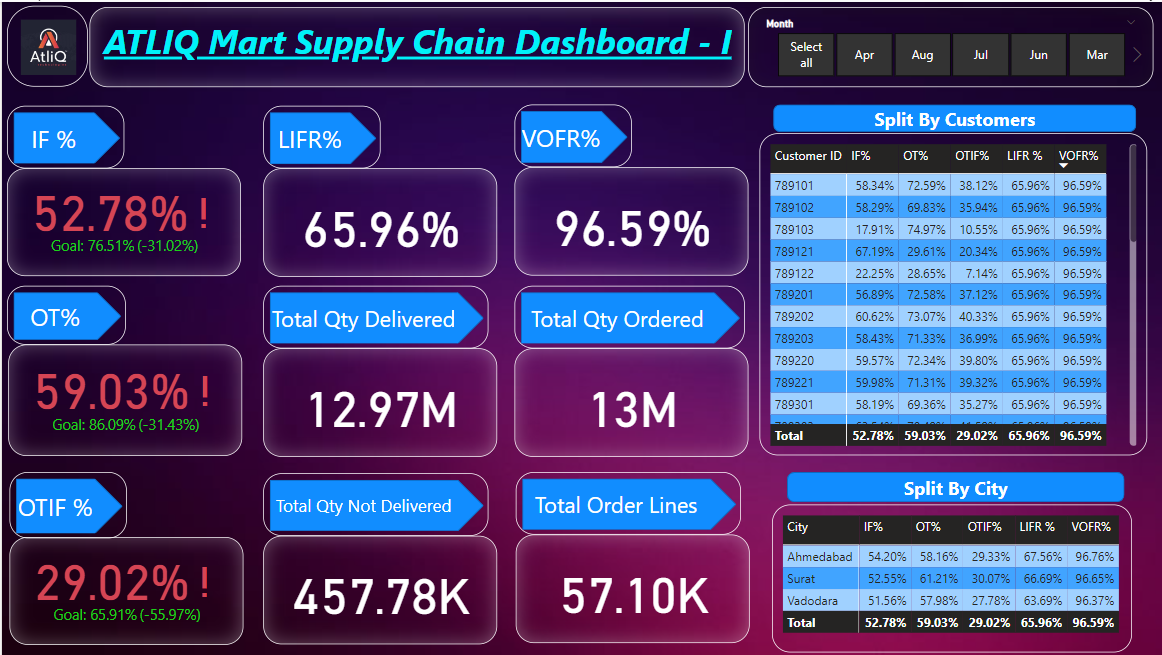 AtliQ
ATLIQ Mart Supply Chain Dashboard - I
Month
Select all
Apr
Aug
Jul
Jun
Mar
IF %
52.78% !
Goal: 76.51% (-31.02%)
LIFR%
65.96%
VOFR%
96.59%
OT%
59.03% !
Goal: 86.09% (-31.43%)
Total Qty Delivered
12.97M
Total Qty Ordered
13M
OTIF %
29.02% !
Goal: 65.91% (-55.97%)
Total Qty Not Delivered
457.78K
Total Order Lines
57.10K
Split By Customers
Customer ID IF% OT% OTIF% LIFR % VOFR%
789101 58.34% 72.59% 38.12% 65.96% 96.59%
789102 58.29% 69.83% 35.94% 65.96% 96.59%
789103 17.91% 74.97% 10.55% 65.96% 96.59%
789121 67.19% 29.61% 20.34% 65.96% 96.59%
789122 22.25% 28.65% 7.14% 65.96% 96.59%
789201 56.89% 72.58% 37.12% 65.96% 96.59%
789202 60.62% 73.07% 40.33% 65.96% 96.59%
789203 58.43% 71.33% 36.99% 65.96% 96.59%
789220 59.57% 72.34% 39.80% 65.96% 96.59%
789221 59.98% 71.31% 39.32% 65.96% 96.59%
789301 58.19% 69.36% 35.27% 65.96% 96.59%
Total 52.78% 59.03% 29.02% 65.96% 96.59%
Split By City
City IF% OT% OTIF% LIFR % VOFR%
Ahmedabad 54.20% 58.16% 29.33% 67.56% 96.76%
Surat 52.55% 61.21% 30.07% 66.69% 96.65%
Vadodara 51.56% 57.98% 27.78% 63.69% 96.37%
Total 52.78% 59.03% 29.02% 65.96% 96.59%